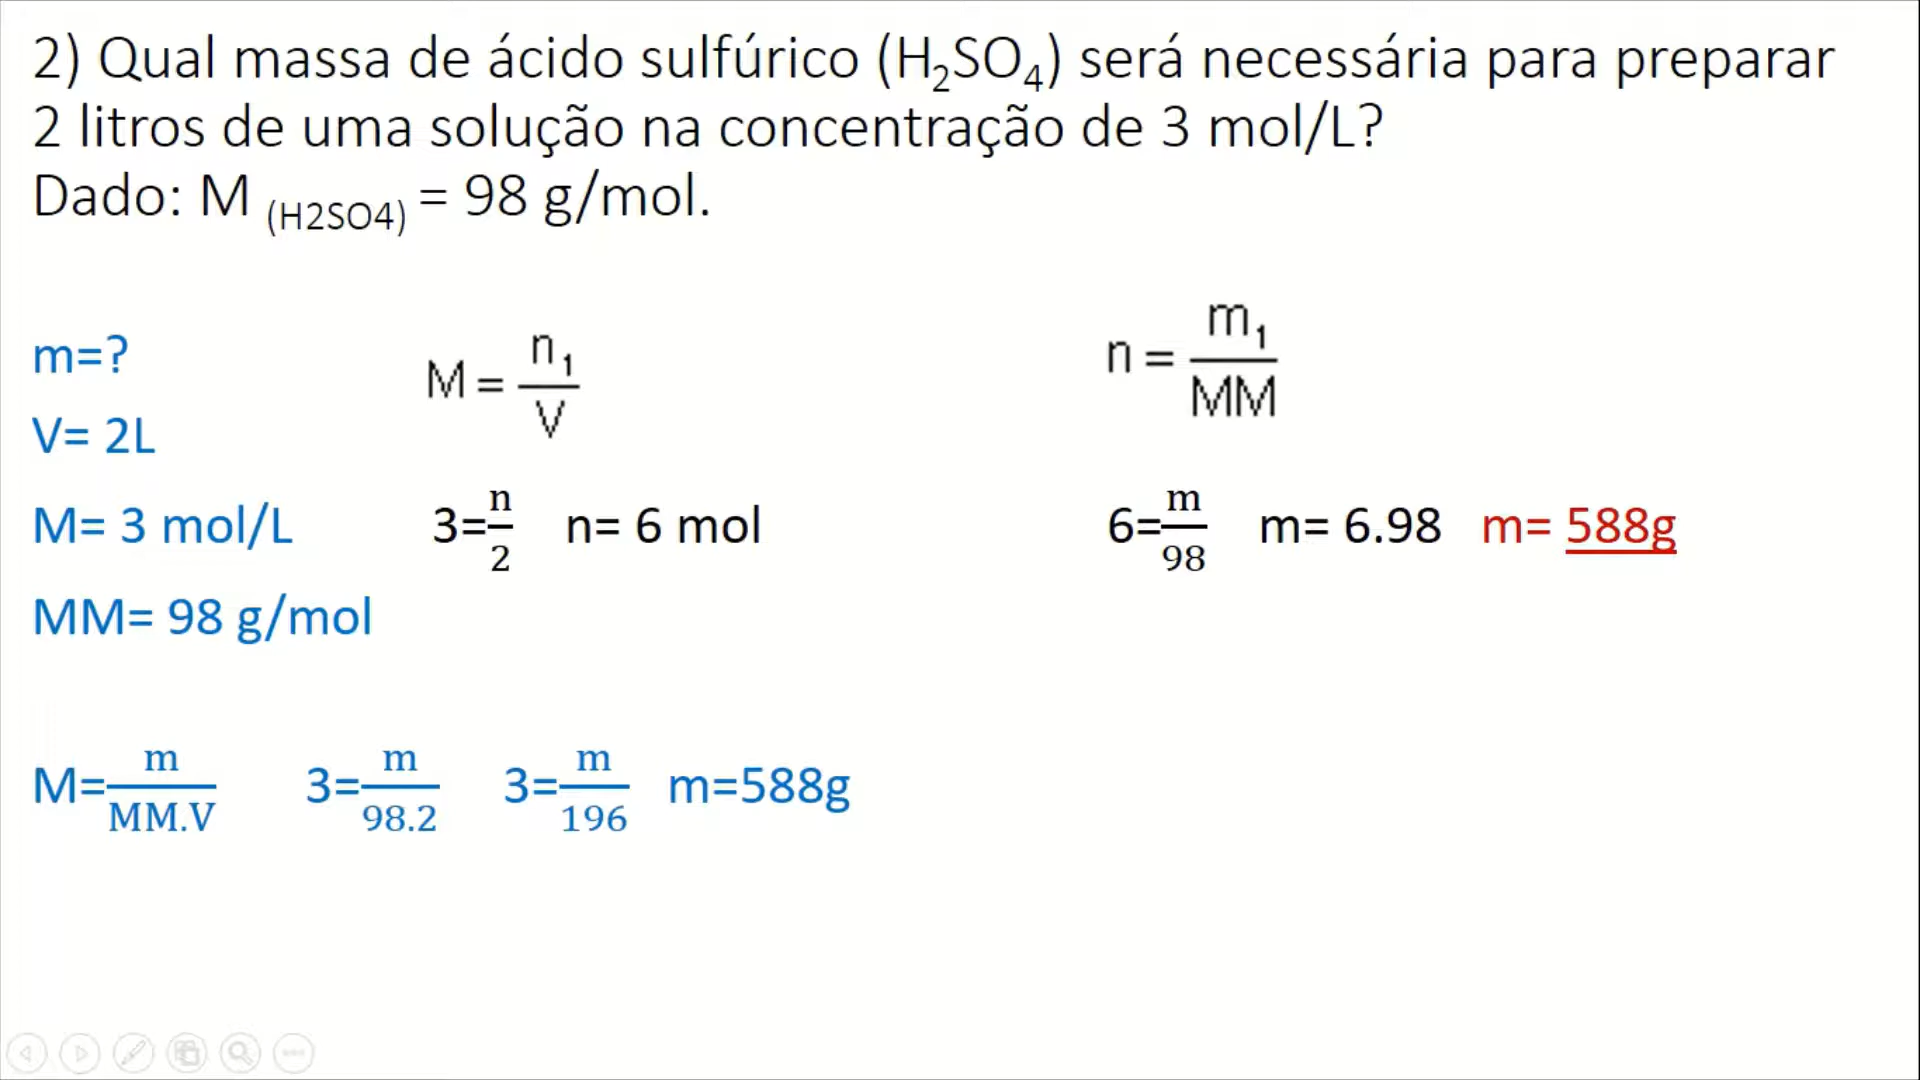 2) Qual massa de ácido sulfúrico (H₂SO₄) será necessária para preparar
2 litros de uma solução na concentração de 3 mol/L?
Dado: M (H2SO4) = 98 g/mol.
m=?
V= 2L
M= 3 mol/L
MM= 98 g/mol
M = n₁/V
3=n/2 n= 6 mol
n = m₁/MM
6=m/98 m= 6.98 m= 588g
M=m/MM.V 3=m/98.2 3=m/196 m=588g